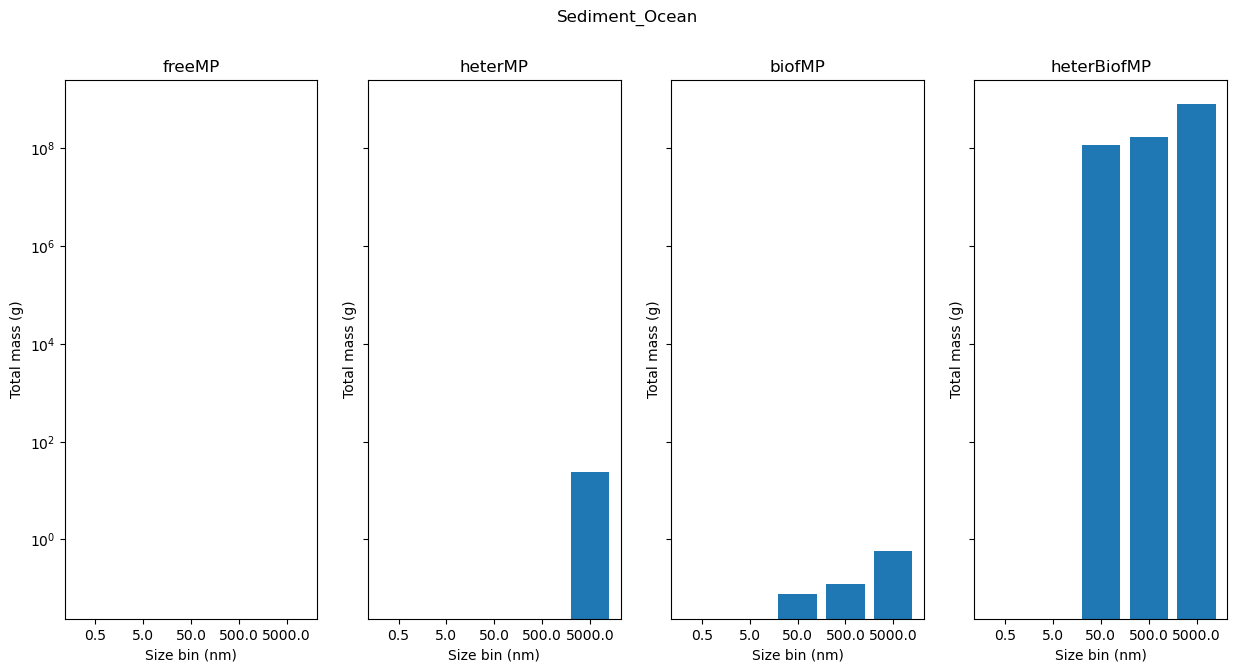 Sediment_Ocean
freeMP
heterMP
biofMP
heterBiofMP
Total mass (g)
10^8
10^6
10^4
10^2
10^0
0.5 5.0 50.0 500.0 5000.0
Size bin (nm)
Total mass (g)
0.5 5.0 50.0 500.0 5000.0
Size bin (nm)
Total mass (g)
0.5 5.0 50.0 500.0 5000.0
Size bin (nm)
Total mass (g)
0.5 5.0 50.0 500.0 5000.0
Size bin (nm)